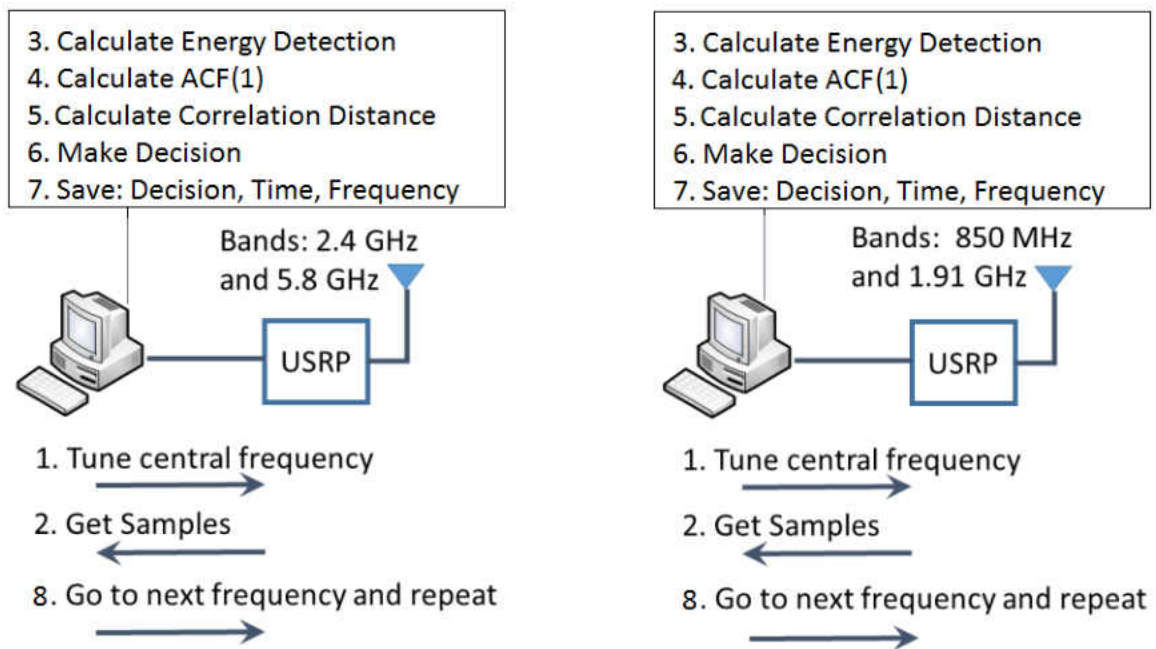 3. Calculate Energy Detection
4. Calculate ACF(1)
5. Calculate Correlation Distance
6. Make Decision
7. Save: Decision, Time, Frequency
Bands: 2.4 GHz
and 5.8 GHz
USRP
1. Tune central frequency
2. Get Samples
8. Go to next frequency and repeat
3. Calculate Energy Detection
4. Calculate ACF(1)
5. Calculate Correlation Distance
6. Make Decision
7. Save: Decision, Time, Frequency
Bands: 850 MHz
and 1.91 GHz
USRP
1. Tune central frequency
2. Get Samples
8. Go to next frequency and repeat